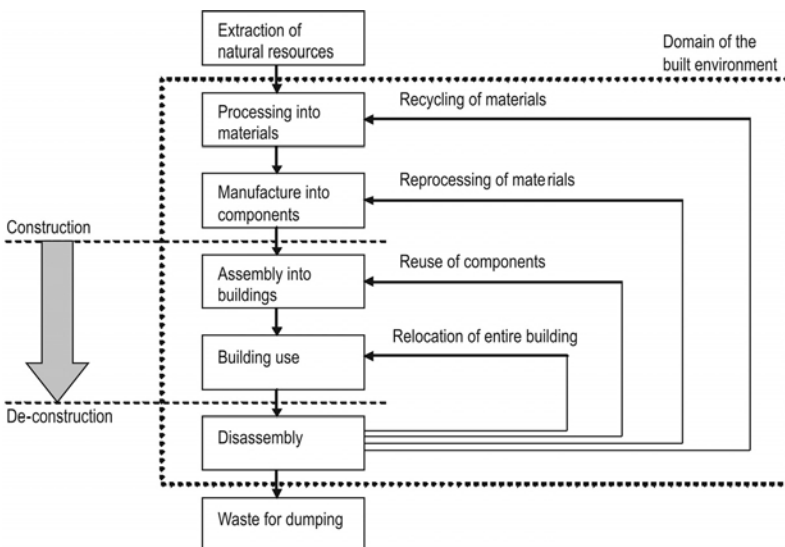 Extraction of
natural resources
Domain of the
built environment
Processing into
materials
Recycling of materials
Manufacture into
components
Reprocessing of materials
Construction
Assembly into
buildings
Reuse of components
Building use
Relocation of entire building
De-construction
Disassembly
Waste for dumping